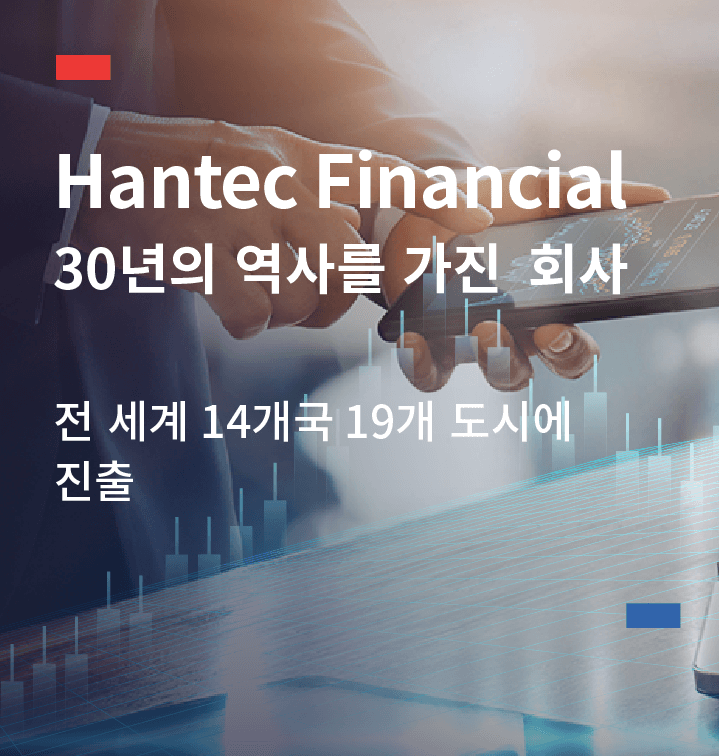 Hantec Financial
30년의 역사를 가진 회사
전 세계 14개국 19개 도시에
진출